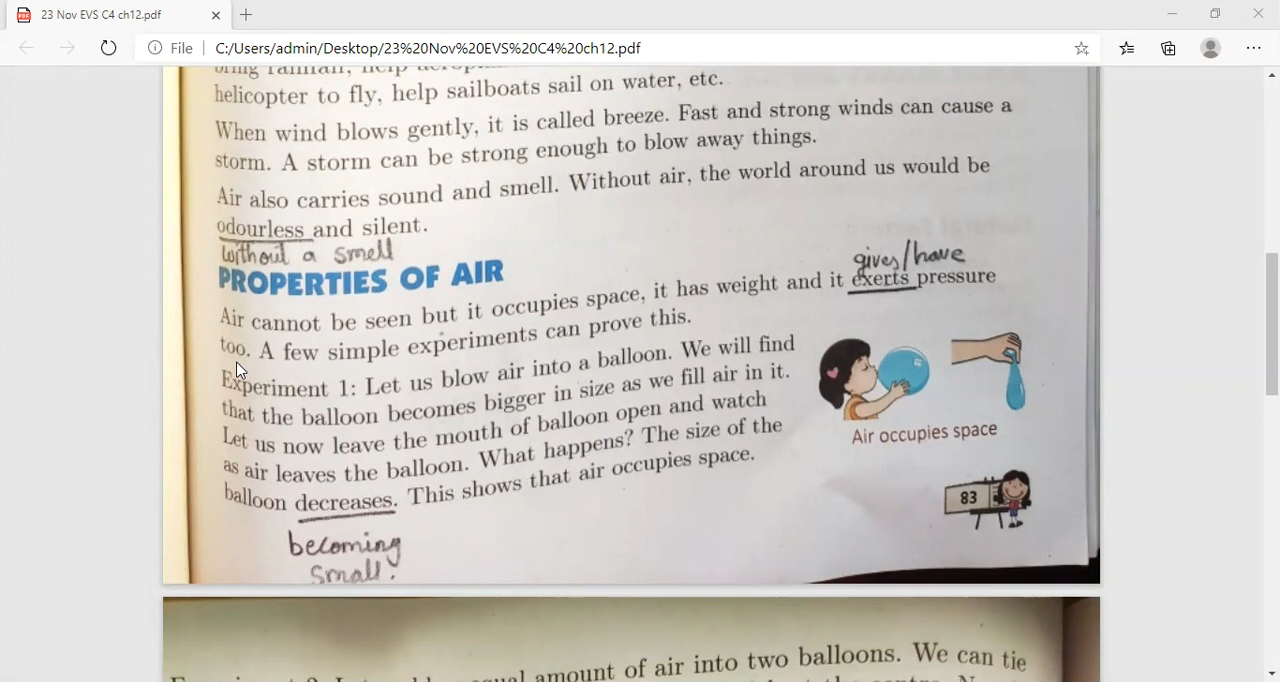 23 Nov EVS C4 ch12.pdf
File
C:/Users/admin/Desktop/23%20Nov%20EVS%20C4%20ch12.pdf
bring rainfall, help
helicopter to fly, help sailboats sail on water, etc.
When wind blows gently, it is called breeze. Fast and strong winds can cause a
storm. A storm can be strong enough to blow away things.
Air also carries sound and smell. Without air, the world around us would be
odourless and silent.
without a smell
PROPERTIES OF AIR
gives/have
Air cannot be seen but it occupies space, it has weight and it exerts pressure
too. A few simple experiments can prove this.
Experiment 1: Let us blow air into a balloon. We will find
that the balloon becomes bigger in size as we fill air in it.
Let us now leave the mouth of balloon open and watch
as air leaves the balloon. What happens? The size of the
balloon decreases. This shows that air occupies space.
Air occupies space
83
becoming
small.
amount of air into two balloons. We can tie